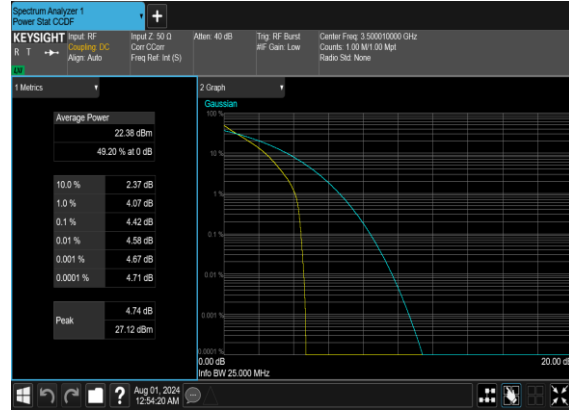 Spectrum Analyzer 1
Power Stat CCDF
+
KEYSIGHT
R T
LM
Input: RF
Coupling: DC
Align: Auto
Input Z: 50 Ω
Corr CCorr
Freq Ref: Int (S)
Atten: 40 dB
Trig: RF Burst
#IF Gain: Low
Center Freq: 3.500010000 GHz
Counts: 1.00 M/1.00 Mpt
Radio Std: None
1 Metrics
Average Power
22.38 dBm
49.20 % at 0 dB
10.0 % 2.37 dB
1.0 % 4.07 dB
0.1 % 4.42 dB
0.01 % 4.58 dB
0.001 % 4.67 dB
0.0001 % 4.71 dB
Peak
4.74 dB
27.12 dBm
2 Graph
Gaussian
100 %
10 %
1 %
0.1 %
0.01 %
0.001 %
0.0001 %
0.00 dB
20.00 dB
Info BW 25.000 MHz
?
Aug 01, 2024
12:54:20 AM